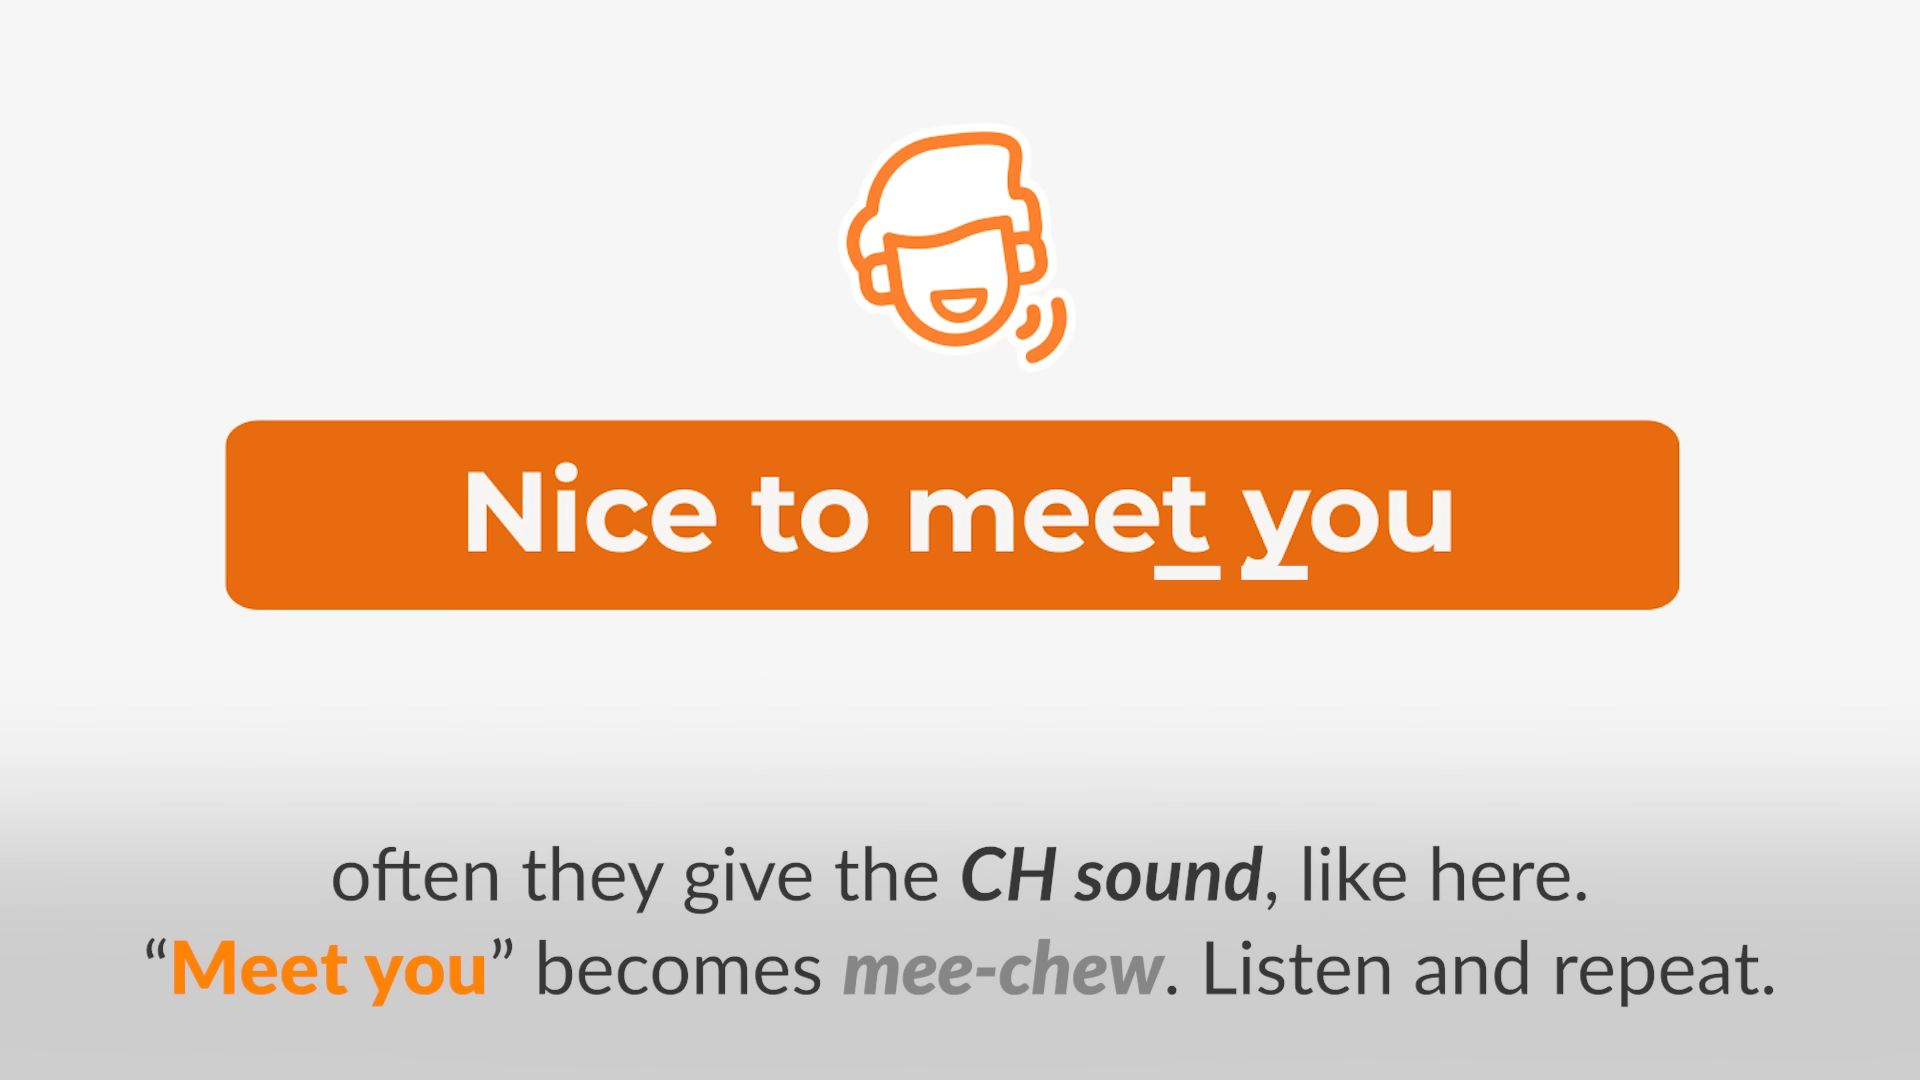 Nice to meet you
often they give the CH sound, like here.
“Meet you” becomes mee-chew. Listen and repeat.